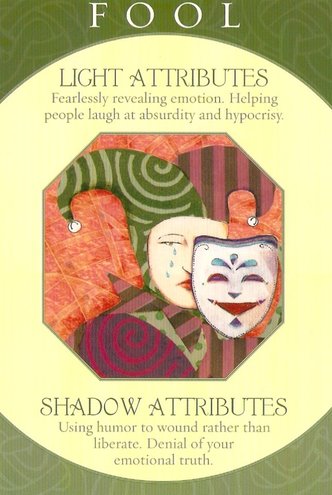 FOOL
LIGHT ATTRIBUTES
Fearlessly revealing emotion. Helping
people laugh at absurdity and hypocrisy.
SHADOW ATTRIBUTES
Using humor to wound rather than
liberate. Denial of your
emotional truth.